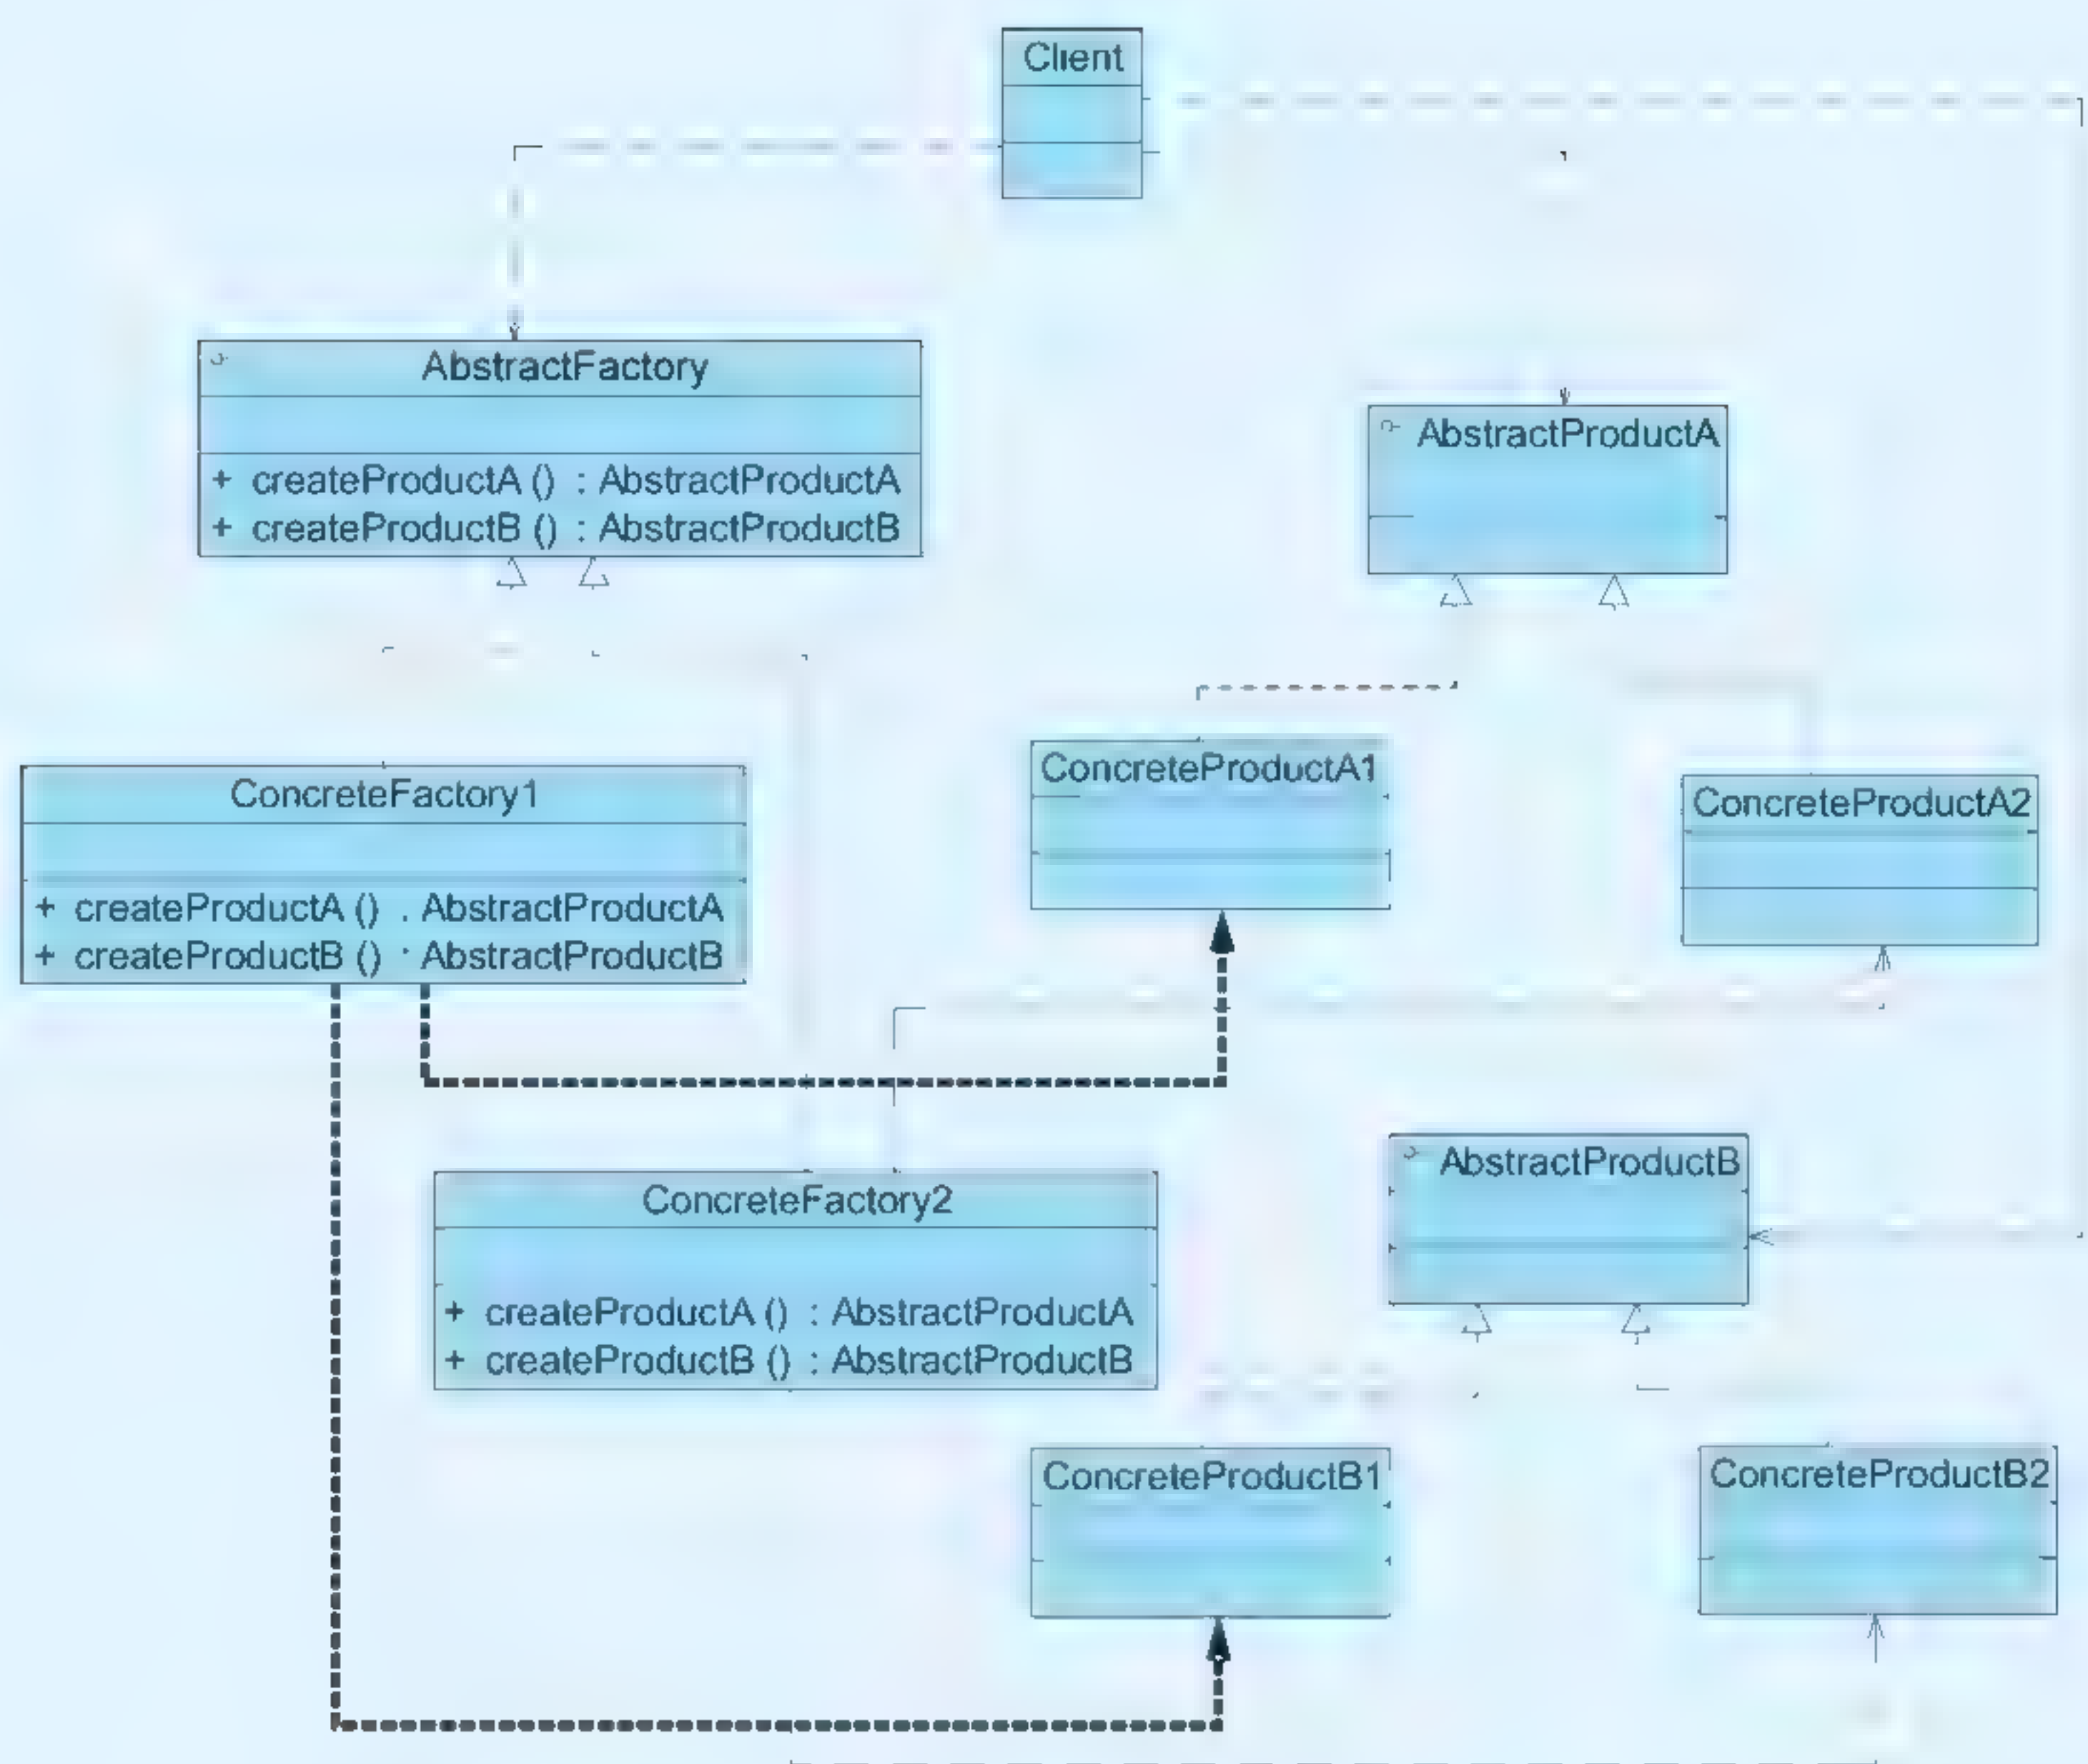 Client
AbstractFactory
+ createProductA () : AbstractProductA
+ createProductB () : AbstractProductB
AbstractProductA
ConcreteFactory1
+ createProductA () . AbstractProductA
+ createProductB () : AbstractProductB
ConcreteProductA1
ConcreteProductA2
ConcreteFactory2
+ createProductA () : AbstractProductA
+ createProductB () : AbstractProductB
AbstractProductB
ConcreteProductB1
ConcreteProductB2